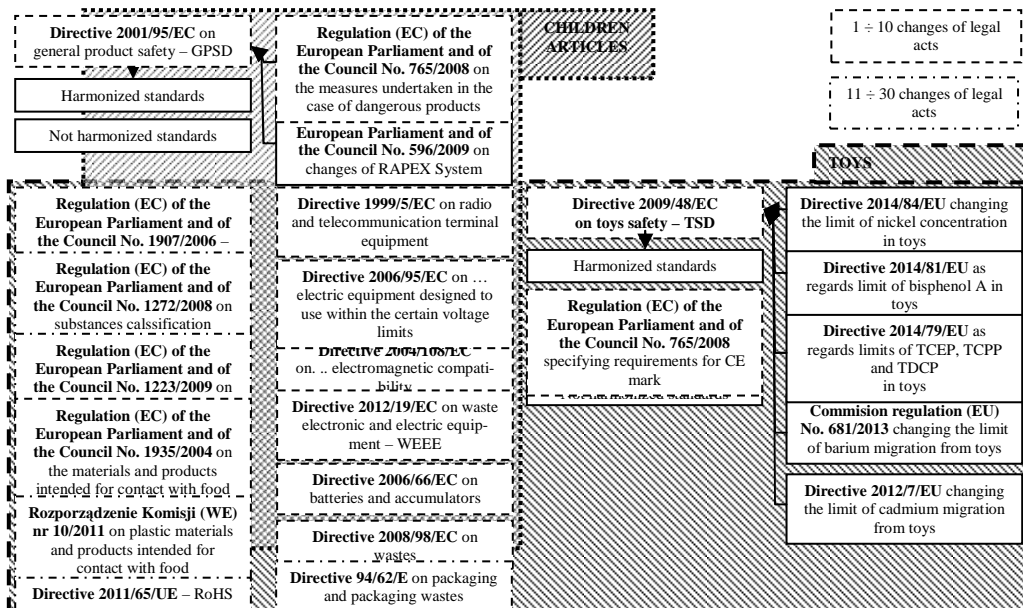 Directive 2001/95/EC on
general product safety – GPSD
Harmonized standards
Not harmonized standards
Regulation (EC) of the
European Parliament and of
the Council No. 765/2008 on
the measures undertaken in the
case of dangerous products
European Parliament and of
the Council No. 596/2009 on
changes of RAPEX System
CHILDREN
ARTICLES
1 ÷ 10 changes of legal
acts
11 ÷ 30 changes of legal
acts
TOYS
Regulation (EC) of the
European Parliament and of
the Council No. 1907/2006 –
European Parliament and of
the Council No. 1272/2008 on
substances calssification
Regulation (EC) of the
European Parliament and of
the Council No. 1223/2009 on
Regulation (EC) of the
European Parliament and of
the Council No. 1935/2004 on
the materials and products
intended for contact with food
Rozporządzenie Komisji (WE)
nr 10/2011 on plastic materials
and products intended for
contact with food
Directive 2011/65/UE – RoHS
Directive 1999/5/EC on radio
and telecommunication terminal
equipment
Directive 2006/95/EC on …
electric equipment designed to
use within the certain voltage
limits
Directive 2004/108/EC
on. .. electromagnetic compati-
bility
Directive 2012/19/EC on waste
electronic and electric equip-
ment – WEEE
Directive 2006/66/EC on
batteries and accumulators
Directive 2008/98/EC on
wastes
Directive 94/62/E on packaging
and packaging wastes
Directive 2009/48/EC
on toys safety – TSD
Harmonized standards
Regulation (EC) of the
European Parliament and of
the Council No. 765/2008
specifying requirements for CE
mark
Directive 2014/84/EU changing
the limit of nickel concentration
in toys
Directive 2014/81/EU as
regards limit of bisphenol A in
toys
Directive 2014/79/EU as
regards limits of TCEP, TCPP
and TDCP
in toys
Commision regulation (EU)
No. 681/2013 changing the limit
of barium migration from toys
Directive 2012/7/EU changing
the limit of cadmium migration
from toys